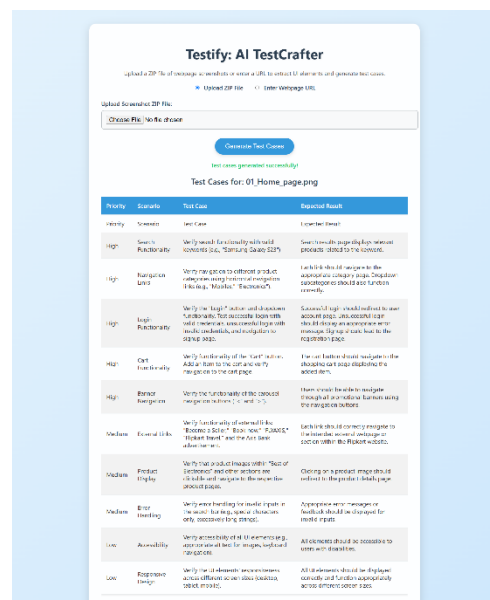 Testify: AI TestCrafter
Upload a ZIP file of webpage screenshots or enter a URL to extract UI elements and generate test cases.
Upload ZIP File Enter Webpage URL
Upload Screenshot ZIP File:
Choose File No file chosen
Generate Test Cases
Test cases generated successfully!
Test Cases for: 01_Home_page.png
Priority Scenario Test Case Expected Result
Priority Scenario Test Case Expected Result
High Search Functionality Verify search functionality with valid keywords (e.g., "Samsung Galaxy S23") Search results page displays relevant products related to the keyword.
High Navigation Links Verify navigation to different product categories using horizontal navigation links (e.g., "Mobiles," "Electronics"). Each link should navigate to the appropriate category page. Dropdown subcategories should also function correctly.
High Login Functionality Verify the "Login" button and dropdown functionality. Test successful login with valid credentials, unsuccessful login with invalid credentials, and navigation to signup page. Successful login should redirect to user account page. Unsuccessful login should display an appropriate error message. Signup should lead to the registration page.
High Cart Functionality Verify functionality of the "Cart" button. Add an item to the cart and verify navigation to the cart page. The cart button should navigate to the shopping cart page displaying the added item.
High Banner Navigation Verify the functionality of the carousel navigation buttons ("<" and ">"). Users should be able to navigate through all promotional banners using the navigation buttons.
Medium External Links Verify functionality of external links: "Become a Seller," "Book now," "Flipkart Travel," and the Axis Bank advertisement. Each link should correctly navigate to the intended external webpage or section within the Flipkart website.
Medium Product Display Verify that product images within "Best of Electronics" and other sections are clickable and navigate to the respective product pages. Clicking on a product image should redirect to the product details page.
Medium Error Handling Verify error handling for invalid inputs in the search bar (e.g., special characters only, excessively long strings). Appropriate error messages or feedback should be displayed for invalid inputs.
Low Accessibility Verify accessibility of all UI elements (e.g., appropriate alt text for images, keyboard navigation). All elements should be accessible to users with disabilities.
Low Responsive Design Verify the UI elements' responsiveness across different screen sizes (desktop, tablet, mobile). All UI elements should be displayed correctly and function appropriately across different screen sizes.